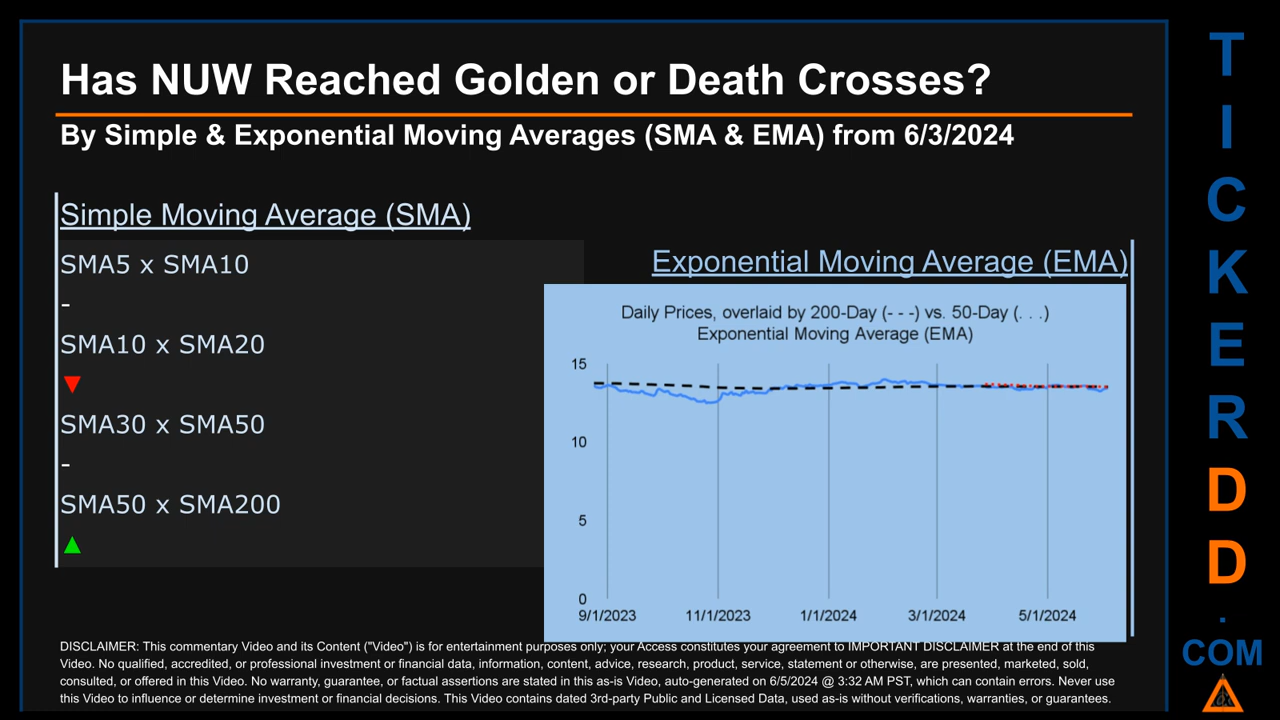 Has NUW Reached Golden or Death Crosses?
By Simple & Exponential Moving Averages (SMA & EMA) from 6/3/2024
Simple Moving Average (SMA)
SMA5 x SMA10
-
SMA10 x SMA20
▼
SMA30 x SMA50
-
SMA50 x SMA200
▲
Exponential Moving Average (EMA)
Daily Prices, overlaid by 200-Day (- - -) vs. 50-Day (. . .)
Exponential Moving Average (EMA)
15
10
5
0
9/1/2023 11/1/2023 1/1/2024 3/1/2024 5/1/2024
DISCLAIMER: This commentary Video and its Content ("Video") is for entertainment purposes only; your Access constitutes your agreement to IMPORTANT DISCLAIMER at the end of this
Video. No qualified, accredited, or professional investment or financial data, information, content, advice, research, product, service, statement or otherwise, are presented, marketed, sold,
consulted, or offered in this Video. No warranty, guarantee, or factual assertions are stated in this as-is Video, auto-generated on 6/5/2024 @ 3:32 AM PST, which can contain errors. Never use
this Video to influence or determine investment or financial decisions. This Video contains dated 3rd-party Public and Licensed Data, used as-is without verifications, warranties, or guarantees.
T
I
C
K
E
R
D
D
.
COM